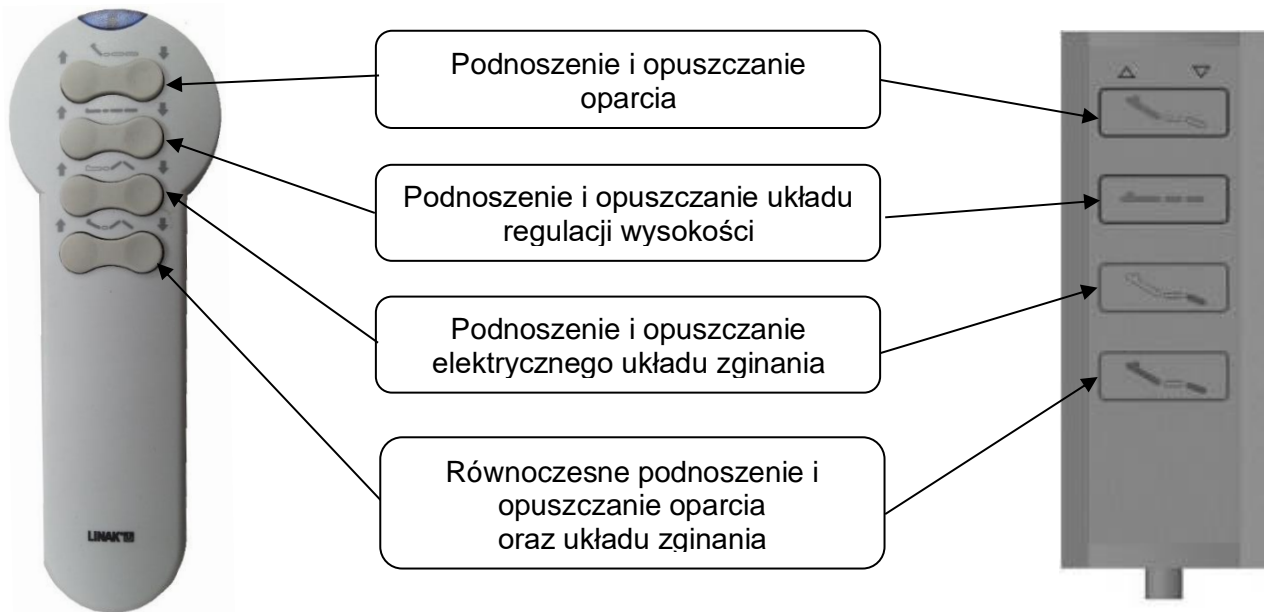 Podnoszenie i opuszczanie
oparcia
Podnoszenie i opuszczanie układu
regulacji wysokości
Podnoszenie i opuszczanie
elektrycznego układu zginania
Równoczesne podnoszenie i
opuszczanie oparcia
oraz układu zginania
LINAK